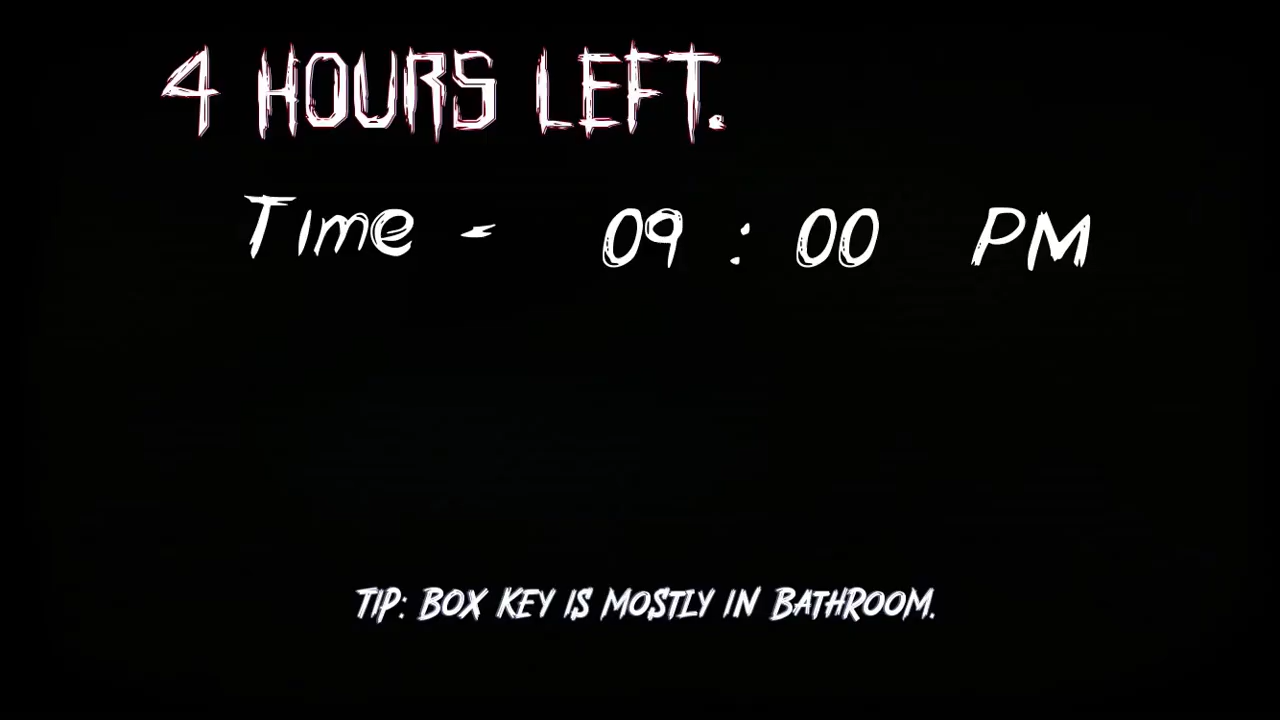 4 HOURS LEFT.
Time - 09 : 00 PM
TIP: BOX KEY IS MOSTLY IN BATHROOM.